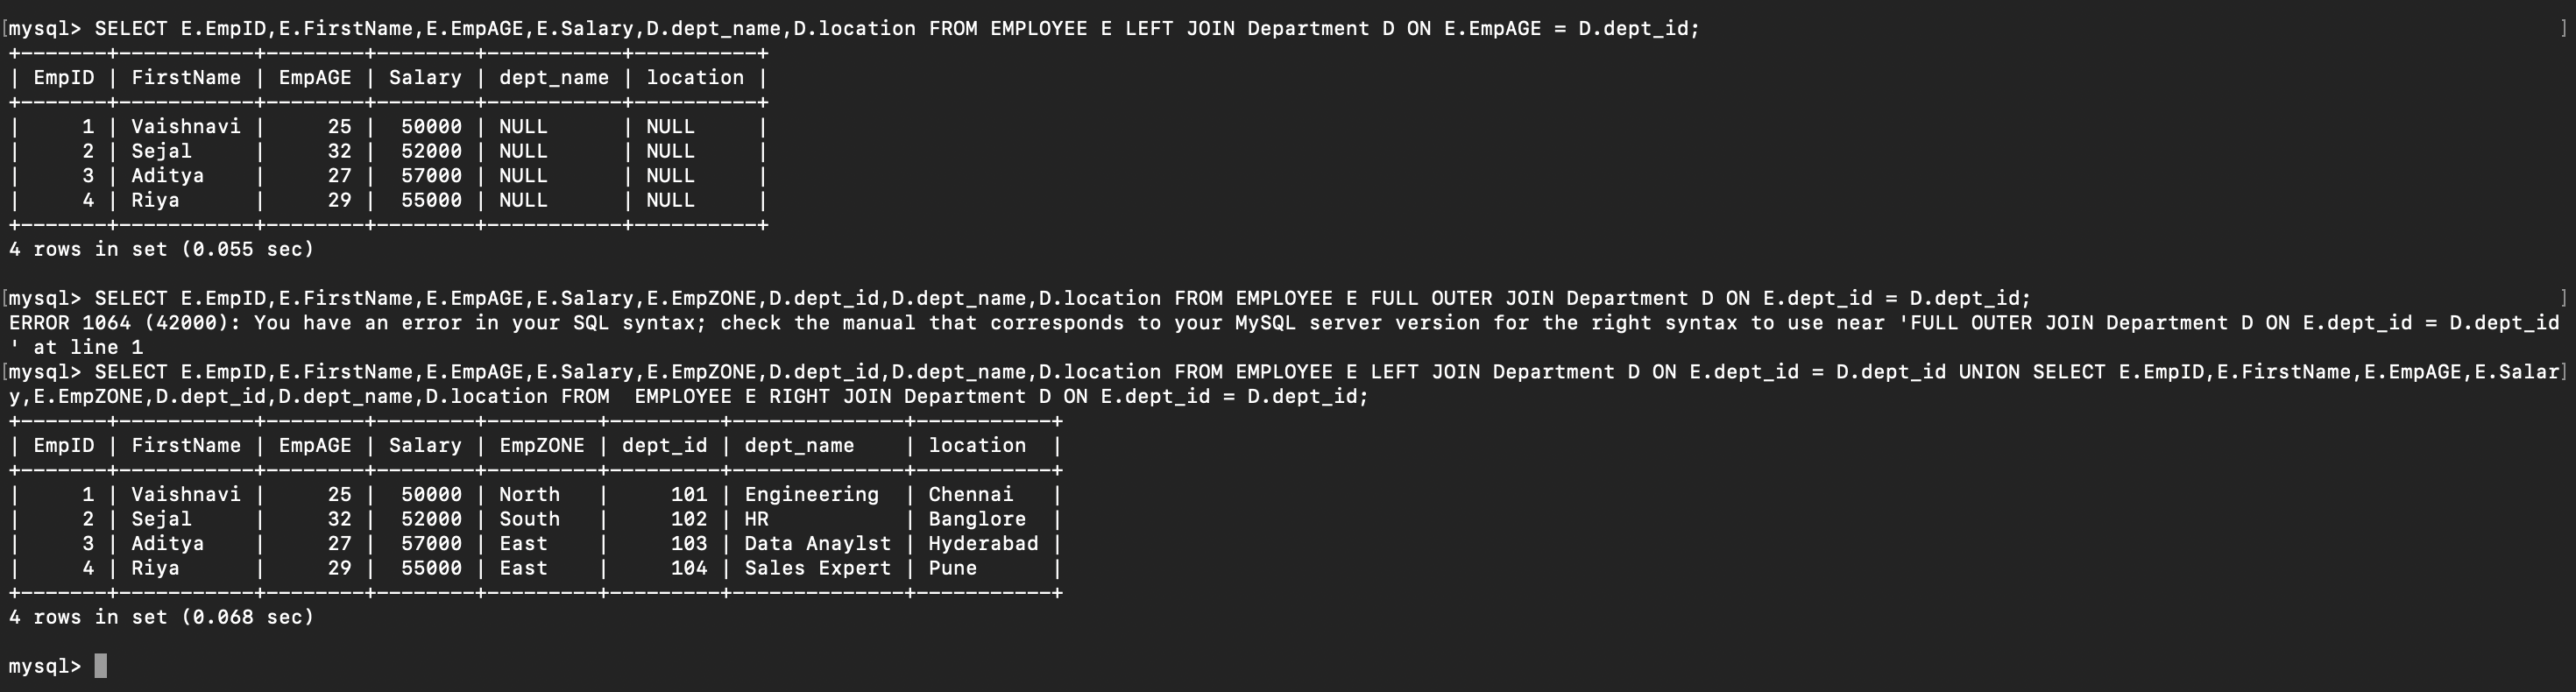 [mysql> SELECT E.EmpID,E.FirstName,E.EmpAGE,E.Salary,D.dept_name,D.location FROM EMPLOYEE E LEFT JOIN Department D ON E.EmpAGE = D.dept_id; ]
+-------+-----------+--------+--------+-----------+----------+
| EmpID | FirstName | EmpAGE | Salary | dept_name | location |
+-------+-----------+--------+--------+-----------+----------+
|     1 | Vaishnavi |     25 |  50000 | NULL      | NULL     |
|     2 | Sejal     |     32 |  52000 | NULL      | NULL     |
|     3 | Aditya    |     27 |  57000 | NULL      | NULL     |
|     4 | Riya      |     29 |  55000 | NULL      | NULL     |
+-------+-----------+--------+--------+-----------+----------+
4 rows in set (0.055 sec)
[mysql> SELECT E.EmpID,E.FirstName,E.EmpAGE,E.Salary,E.EmpZONE,D.dept_id,D.dept_name,D.location FROM EMPLOYEE E FULL OUTER JOIN Department D ON E.dept_id = D.dept_id; ]
ERROR 1064 (42000): You have an error in your SQL syntax; check the manual that corresponds to your MySQL server version for the right syntax to use near 'FULL OUTER JOIN Department D ON E.dept_id = D.dept_id
' at line 1
[mysql> SELECT E.EmpID,E.FirstName,E.EmpAGE,E.Salary,E.EmpZONE,D.dept_id,D.dept_name,D.location FROM EMPLOYEE E LEFT JOIN Department D ON E.dept_id = D.dept_id UNION SELECT E.EmpID,E.FirstName,E.EmpAGE,E.Salar]
y,E.EmpZONE,D.dept_id,D.dept_name,D.location FROM  EMPLOYEE E RIGHT JOIN Department D ON E.dept_id = D.dept_id;
+-------+-----------+--------+--------+---------+---------+--------------+-----------+
| EmpID | FirstName | EmpAGE | Salary | EmpZONE | dept_id | dept_name    | location  |
+-------+-----------+--------+--------+---------+---------+--------------+-----------+
|     1 | Vaishnavi |     25 |  50000 | North   |     101 | Engineering  | Chennai   |
|     2 | Sejal     |     32 |  52000 | South   |     102 | HR           | Banglore  |
|     3 | Aditya    |     27 |  57000 | East    |     103 | Data Anaylst | Hyderabad |
|     4 | Riya      |     29 |  55000 | East    |     104 | Sales Expert | Pune      |
+-------+-----------+--------+--------+---------+---------+--------------+-----------+
4 rows in set (0.068 sec)
mysql>